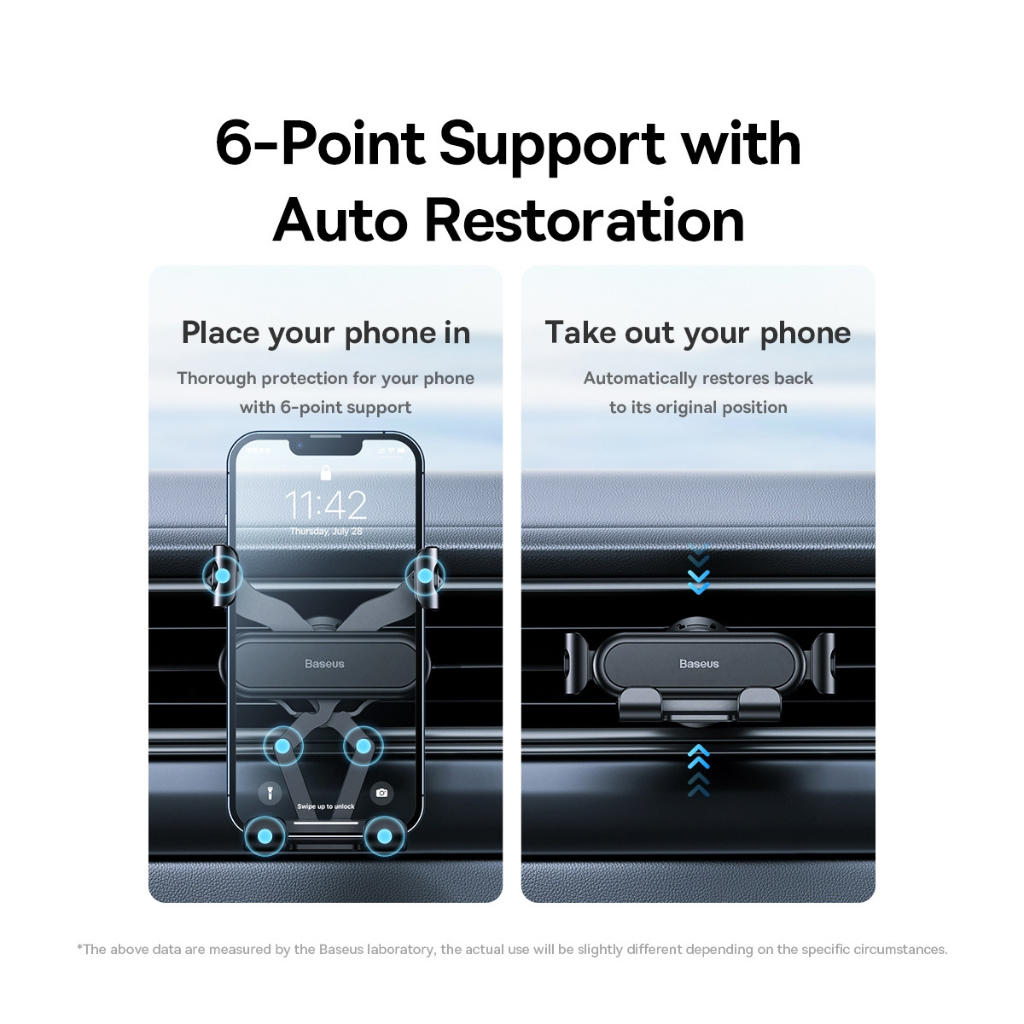 6-Point Support with
Auto Restoration
Place your phone in
Thorough protection for your phone
with 6-point support
11:42
Thursday, July 28
Baseus
Swipe up to unlock
Take out your phone
Automatically restores back
to its original position
Baseus
*The above data are measured by the Baseus laboratory, the actual use will be slightly different depending on the specific circumstances.